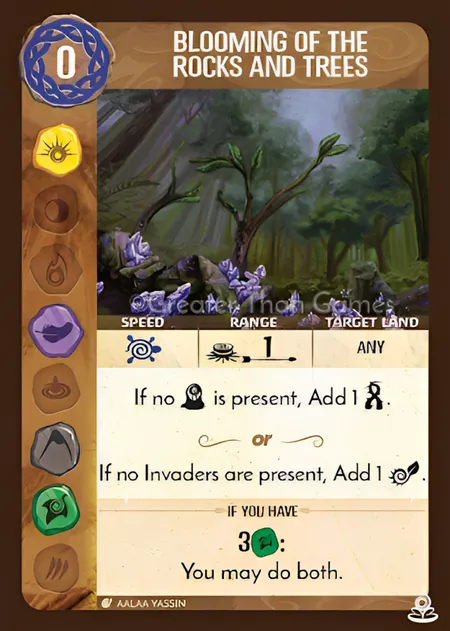 0
BLOOMING OF THE
ROCKS AND TREES
©Greater Than Games
SPEED RANGE TARGET LAND
1 ANY
If no is present, Add 1 .
or
If no Invaders are present, Add 1 .
IF YOU HAVE
3 :
You may do both.
AALAA YASSIN